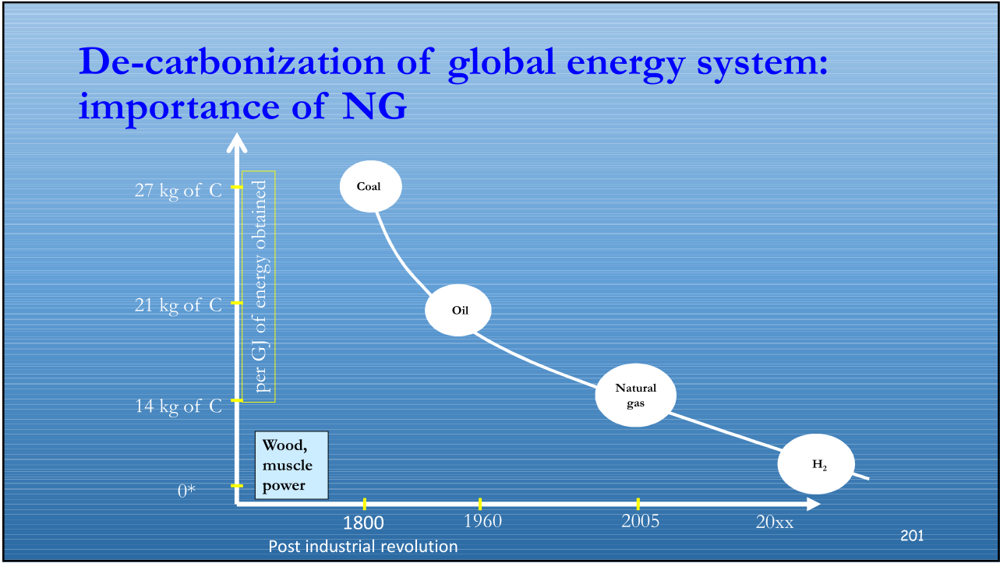 De-carbonization of global energy system:
importance of NG
27 kg of C
21 kg of C
14 kg of C
0*
per GJ of energy obtained
Coal
Oil
Natural
gas
H₂
Wood,
muscle
power
1800
1960
2005
20xx
Post industrial revolution
201